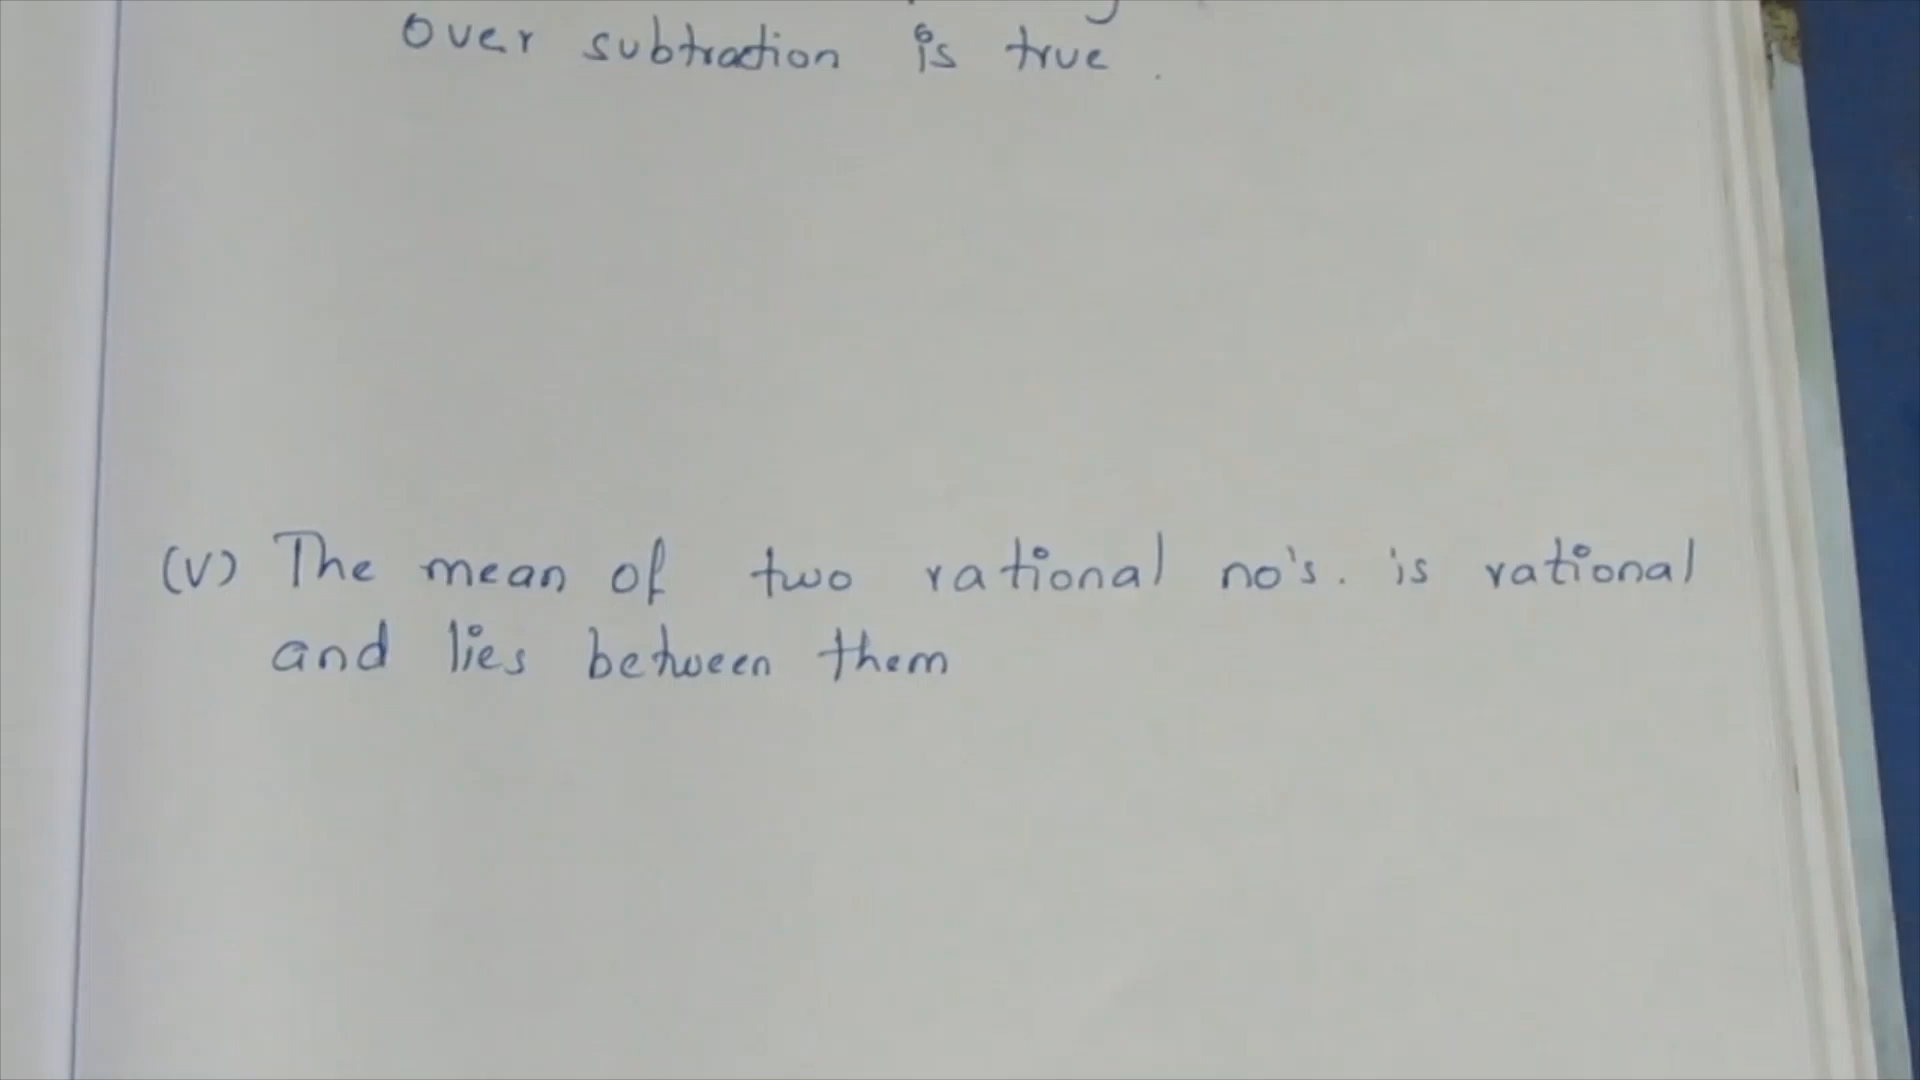 over subtraction is true.
(v) The mean of two rational no's. is rational
and lies between them